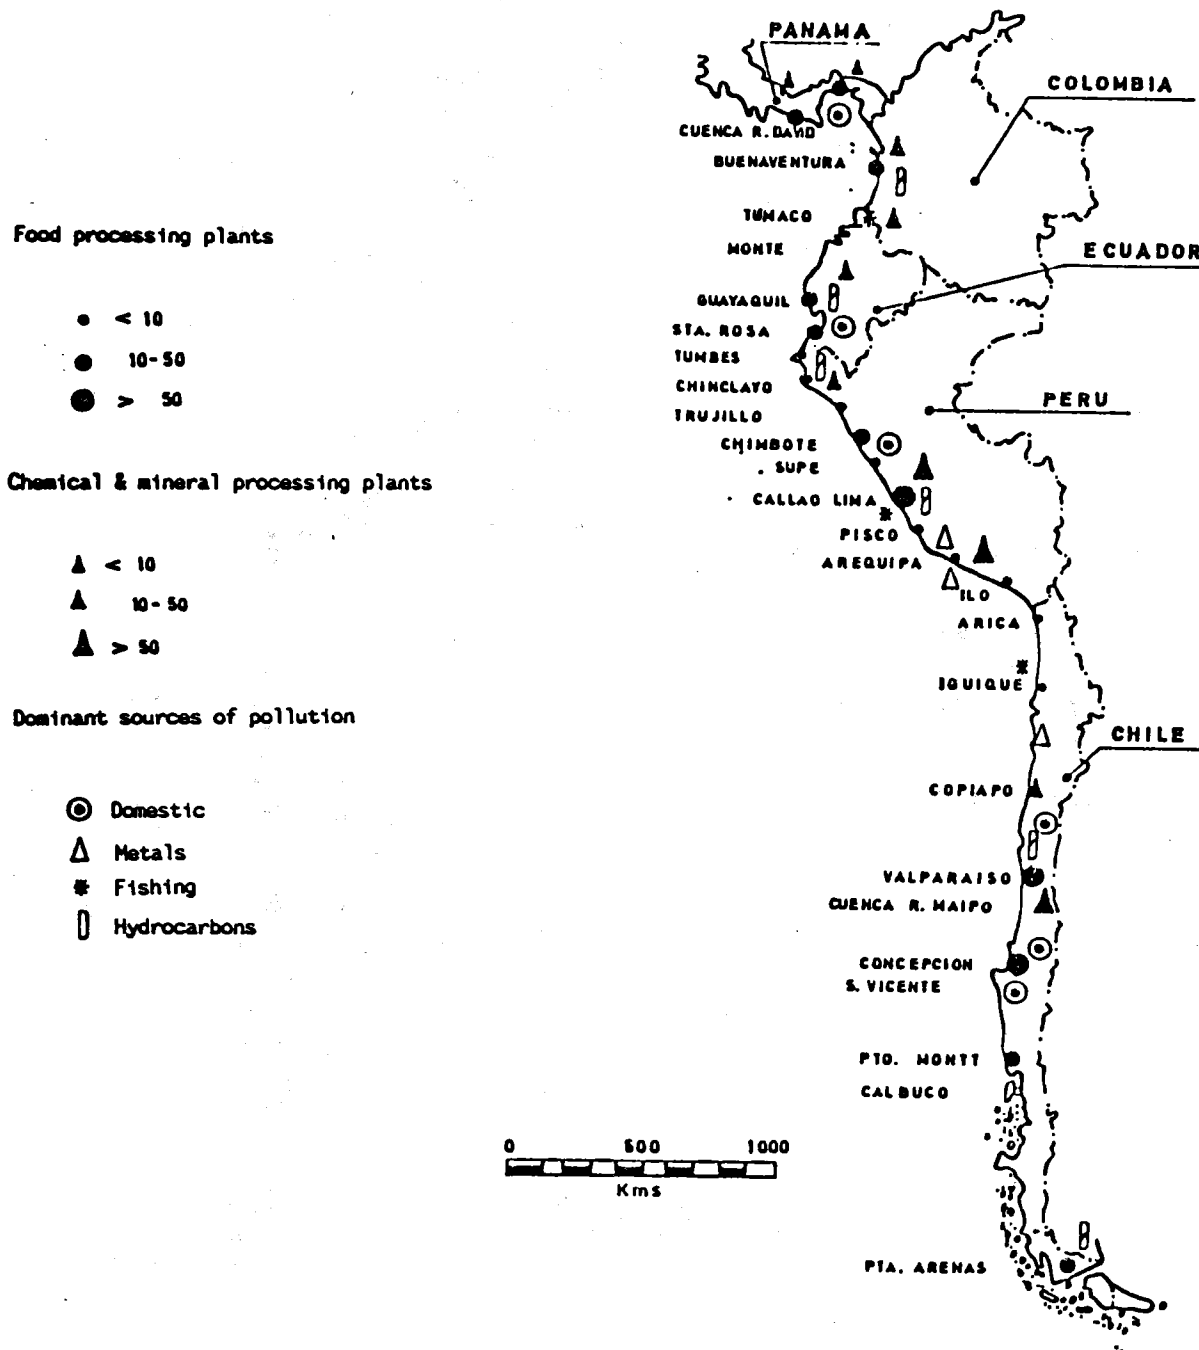 Food processing plants
< 10
10-50
> 50
Chemical & mineral processing plants
< 10
10-50
> 50
Dominant sources of pollution
Domestic
Metals
Fishing
Hydrocarbons
0 500 1000
Kms
PANAMA
COLOMBIA
CUENCA R. DAVID
BUENAVENTURA
TUMACO
MONTE
ECUADOR
GUAYAQUIL
STA. ROSA
TUMBES
CHINCLAYO
TRUJILLO
PERU
CHIMBOTE
SUPE
CALLAO LIMA
PISCO
AREQUIPA
ILO
ARICA
IGUIQUE
CHILE
COPIAPO
VALPARAISO
CUENCA R. MAIPO
CONCEPCION
S. VICENTE
PTO. MONTT
CALBUCO
PTA. ARENAS